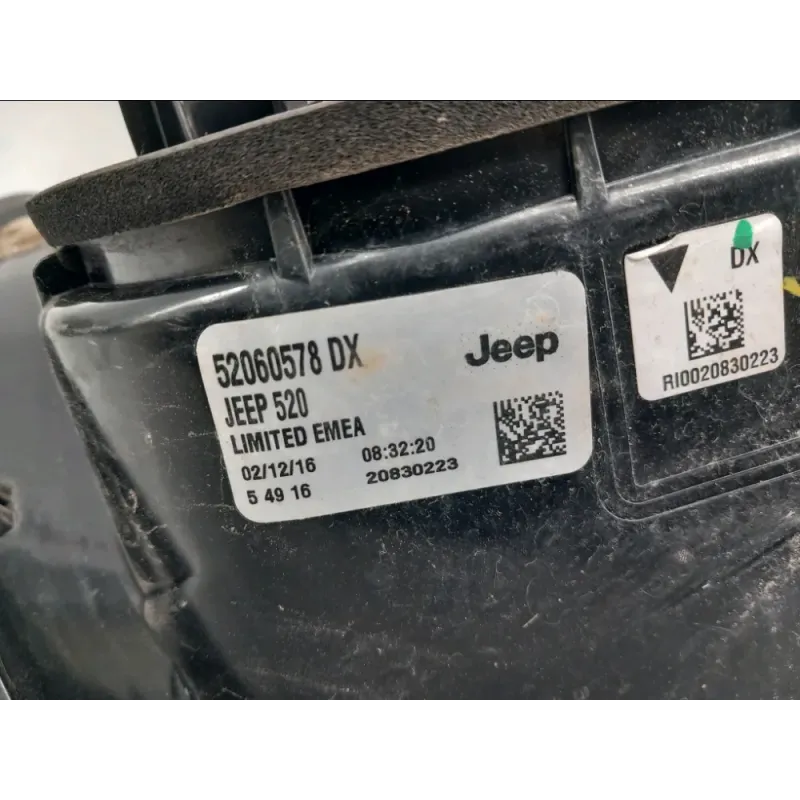 52060578 DX
Jeep
JEEP 520
LIMITED EMEA
02/12/16 08:32:20
5 49 16 20830223
DX
RI0020830223